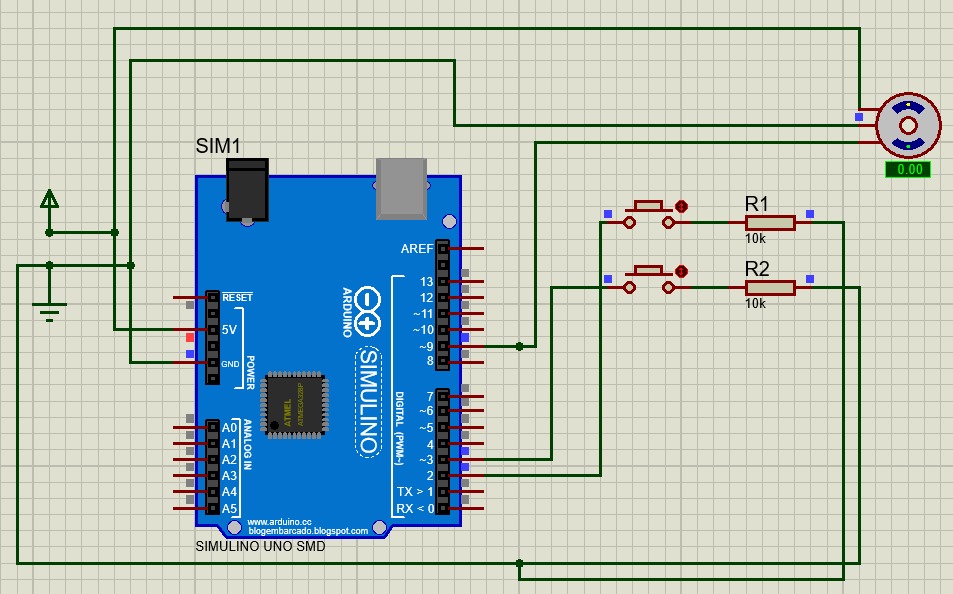 SIM1
0.00
R1
10k
R2
10k
AREF
13
12
~11
~10
~9
8
7
~6
~5
4
~3
2
TX > 1
RX < 0
RESET
5V
GND
POWER
A0
A1
A2
A3
A4
A5
ANALOG IN
ARDUINO
SIMULINO
DIGITAL (PWM~)
ATMEL
ATMEGA328P
www.arduino.cc
blogembarcado.blogspot.com
SIMULINO UNO SMD